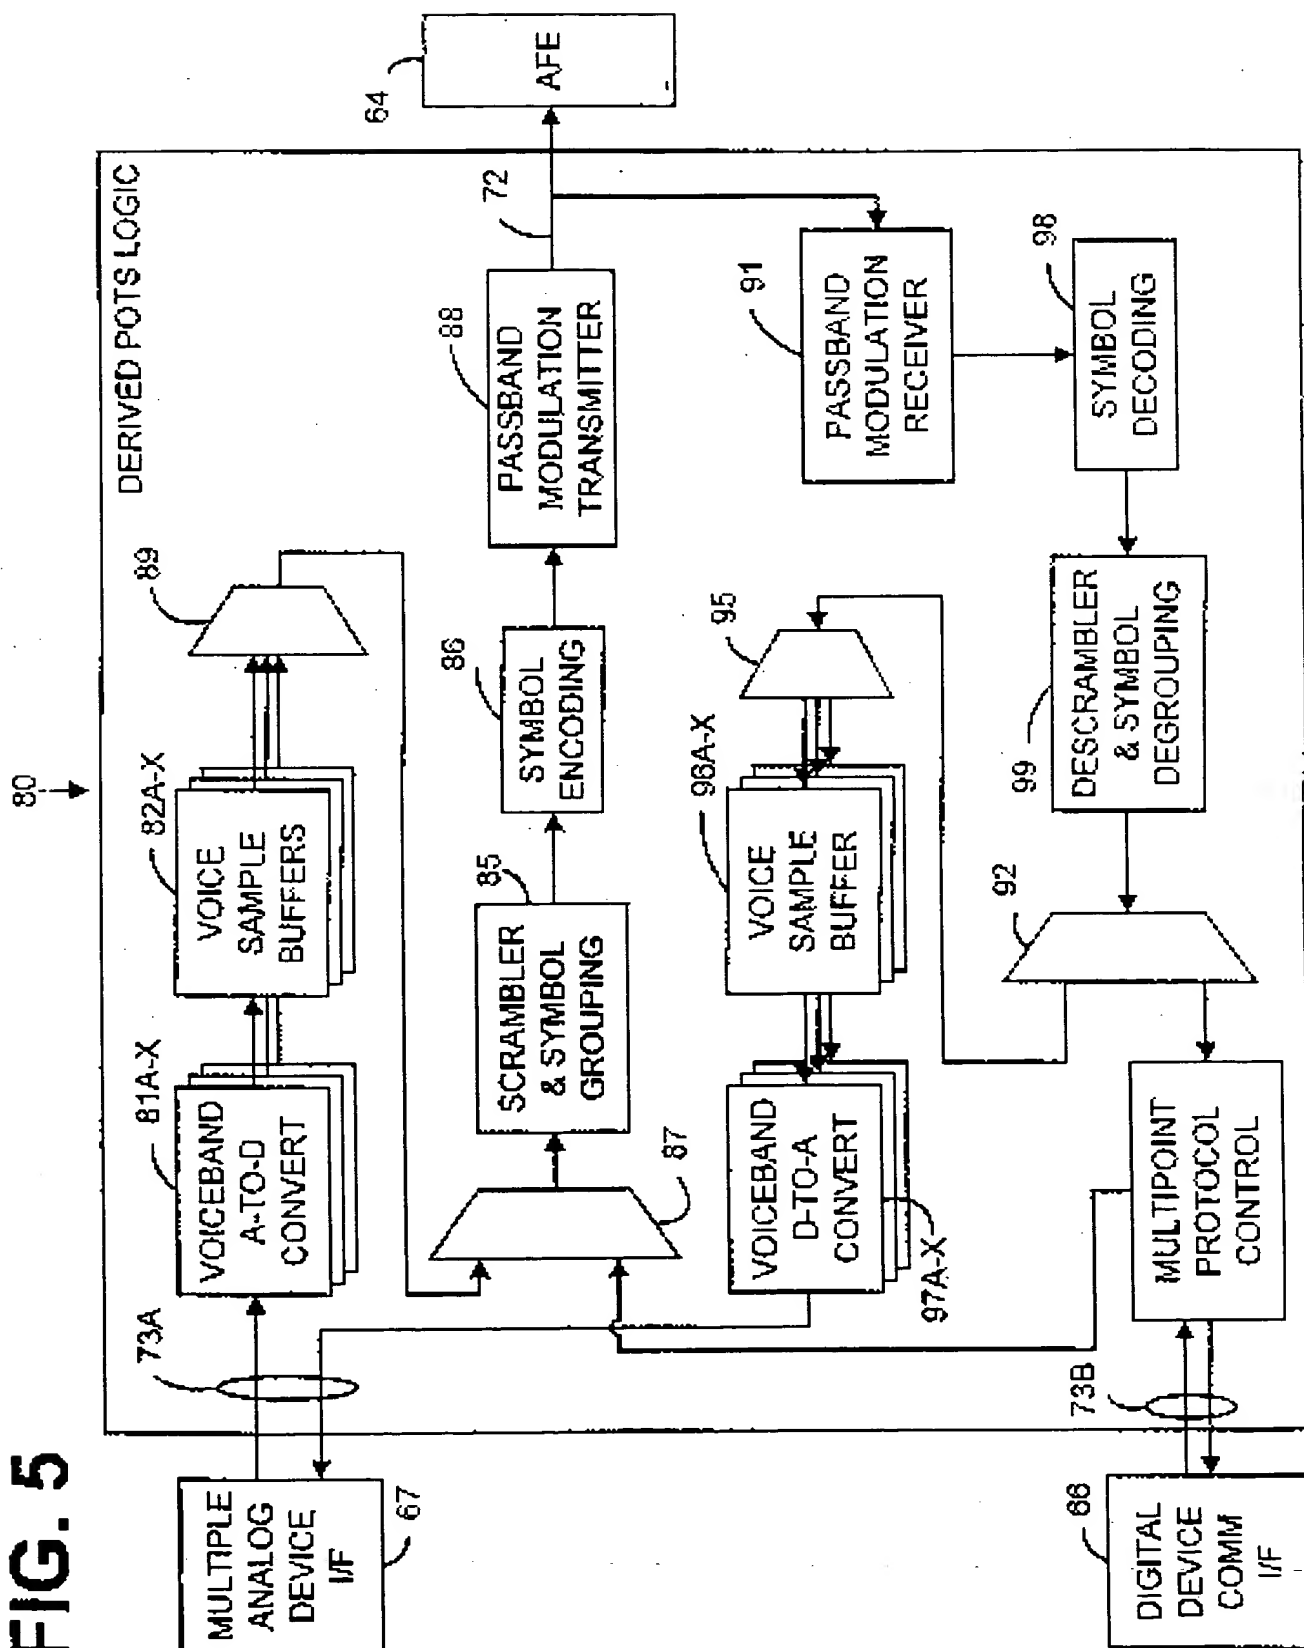 FIG. 5
80
DERIVED POTS LOGIC
MULTIPLE
ANALOG
DEVICE
I/F
67
73A
81A-X
VOICEBAND
A-TO-D
CONVERT
82A-X
VOICE
SAMPLE
BUFFERS
89
87
SCRAMBLER
& SYMBOL
GROUPING
85
SYMBOL
ENCODING
86
PASSBAND
MODULATION
TRANSMITTER
88
72
64
AFE
VOICEBAND
D-TO-A
CONVERT
97A-X
96A-X
VOICE
SAMPLE
BUFFER
95
91
PASSBAND
MODULATION
RECEIVER
DIGITAL
DEVICE
COMM
I/F
66
73B
MULTIPOINT
PROTOCOL
CONTROL
92
99
DESCRAMBLER
& SYMBOL
DEGROUPING
SYMBOL
DECODING
98